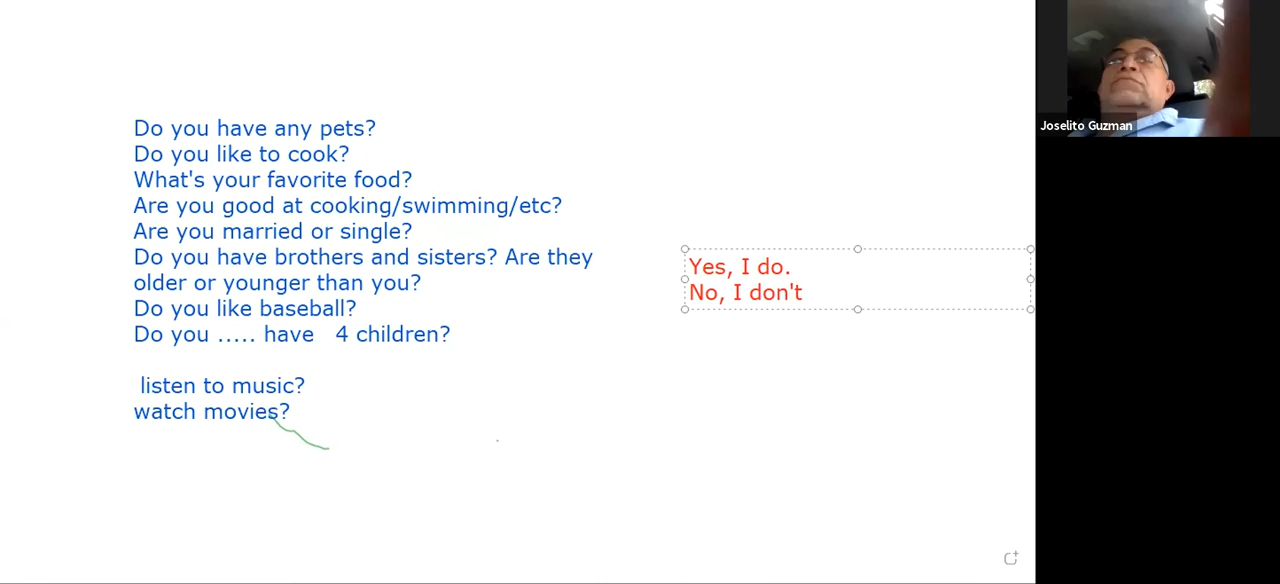 Do you have any pets?
Do you like to cook?
What's your favorite food?
Are you good at cooking/swimming/etc?
Are you married or single?
Do you have brothers and sisters? Are they
older or younger than you?
Do you like baseball?
Do you ..... have   4 children?
listen to music?
watch movies?
Yes, I do.
No, I don't
Joselito Guzman